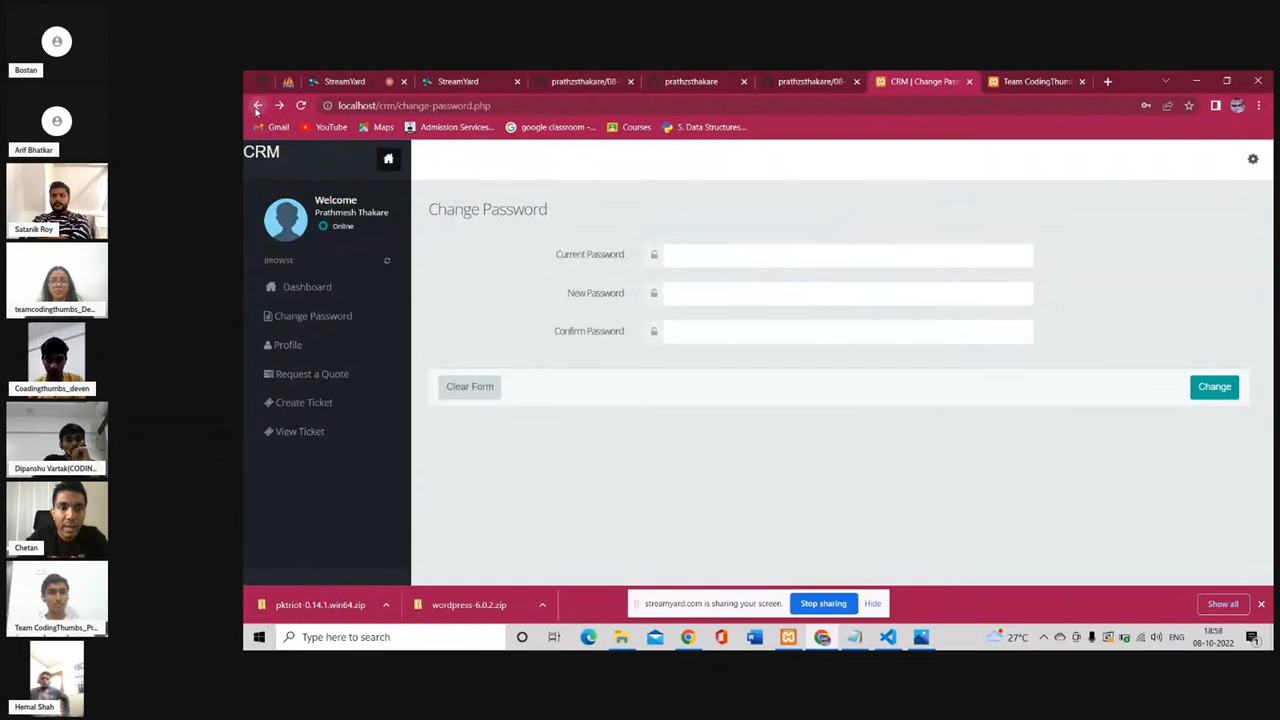 Bostan
Arif Bhatkar
Satanik Roy
teamcodingthumbs_De...
Coadingthumbs_deven
Dipanshu Vartak(CODIN...
Chetan
Team CodingThumbs_Pr...
Hemal Shah
StreamYard
StreamYard
prathzsthakare/08-
prathzsthakare
prathzsthakare/08-
CRM | Change Pass
Team CodingThumb
localhost/crm/change-password.php
Gmail
YouTube
Maps
Admission Services...
google classroom -...
Courses
5. Data Structures...
CRM
Welcome
Prathmesh Thakare
Online
BROWSE
Dashboard
Change Password
Profile
Request a Quote
Create Ticket
View Ticket
Change Password
Current Password
New Password
Confirm Password
Clear Form
Change
pktriot-0.14.1.win64.zip
wordpress-6.0.2.zip
streamyard.com is sharing your screen.
Stop sharing
Hide
Show all
Type here to search
27°C
ENG
18:58
08-10-2022